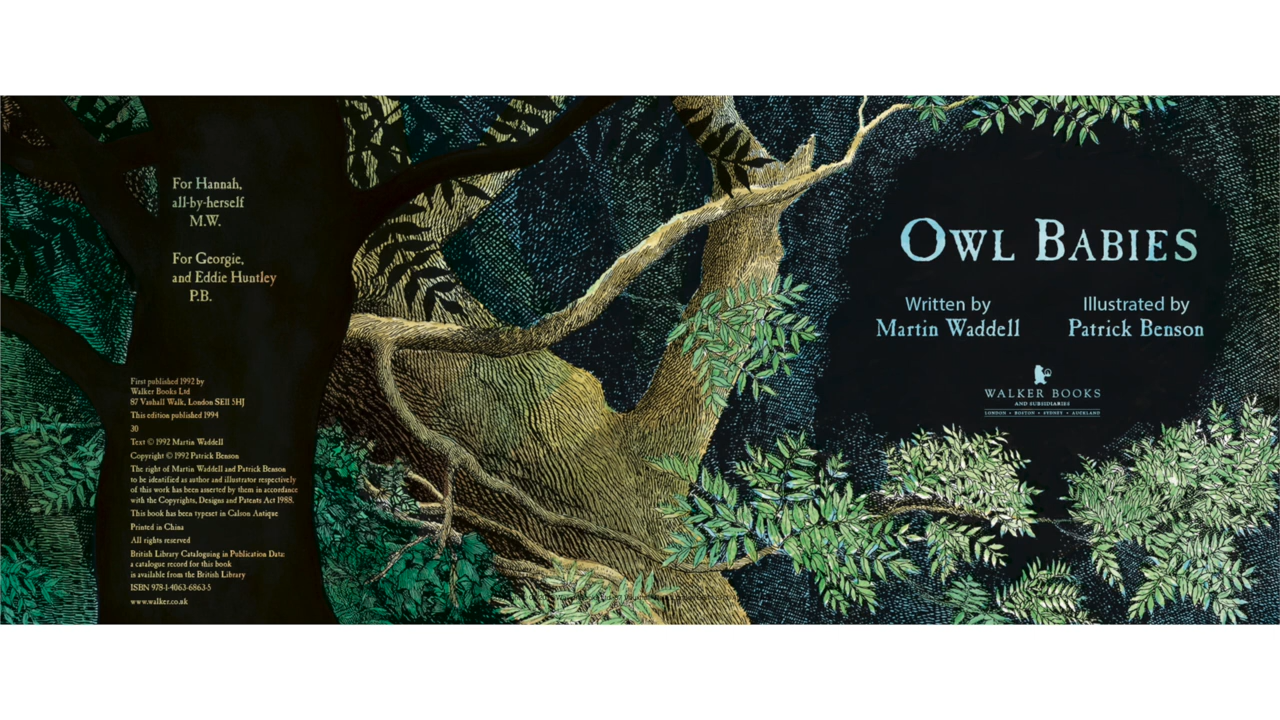 For Hannah,
all-by-herself
M.W.
For Georgie,
and Eddie Huntley
P.B.
First published 1992 by
Walker Books Ltd
87 Vauxhall Walk, London SE11 5HJ
This edition published 1994
30
Text © 1992 Martin Waddell
Copyright © 1992 Patrick Benson
The right of Martin Waddell and Patrick Benson
to be identified as author and illustrator respectively
of this work has been asserted by them in accordance
with the Copyrights, Designs and Patents Act 1988.
This book has been typeset in Calson Antique
Printed in China
All rights reserved
British Library Cataloguing in Publication Data:
a catalogue record for this book
is available from the British Library
ISBN 978-1-4063-6863-5
www.walker.co.uk
OWL BABIES
Written by
Martin Waddell
Illustrated by
Patrick Benson
WALKER BOOKS
AND SUBSIDIARIES
LONDON • BOSTON • SYDNEY • AUCKLAND